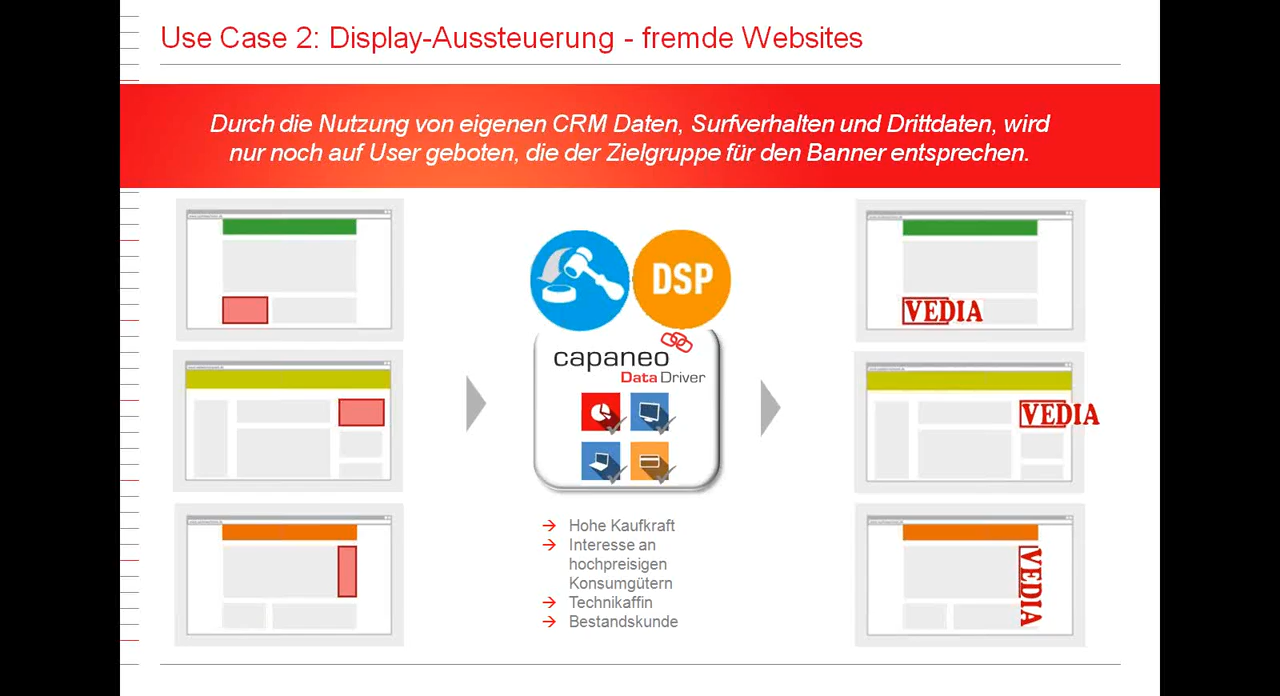 Use Case 2: Display-Aussteuerung - fremde Websites
Durch die Nutzung von eigenen CRM Daten, Surfverhalten und Drittdaten, wird
nur noch auf User geboten, die der Zielgruppe für den Banner entsprechen.
DSP
capaneo
Data Driver
VEDIA
VEDIA
VEDIA
Hohe Kaufkraft
Interesse an
hochpreisigen
Konsumgütern
Technikaffin
Bestandskunde